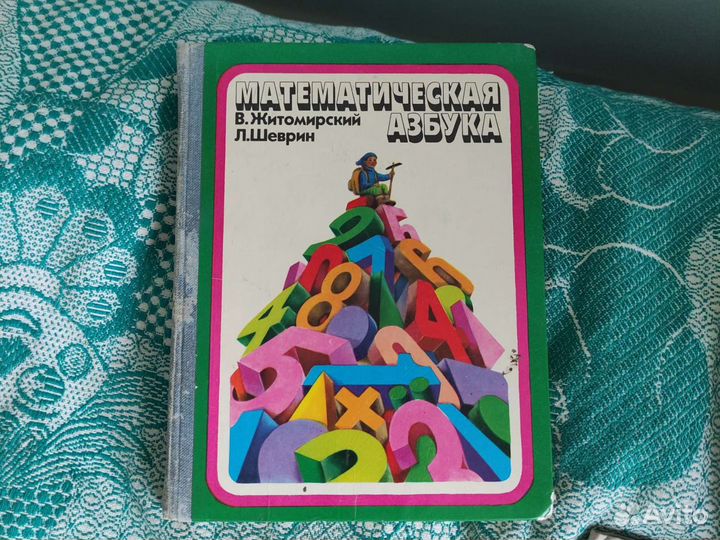 МАТЕМАТИЧЕСКАЯ
АЗБУКА
В. Житомирский
Л. Шеврин
S. Avito